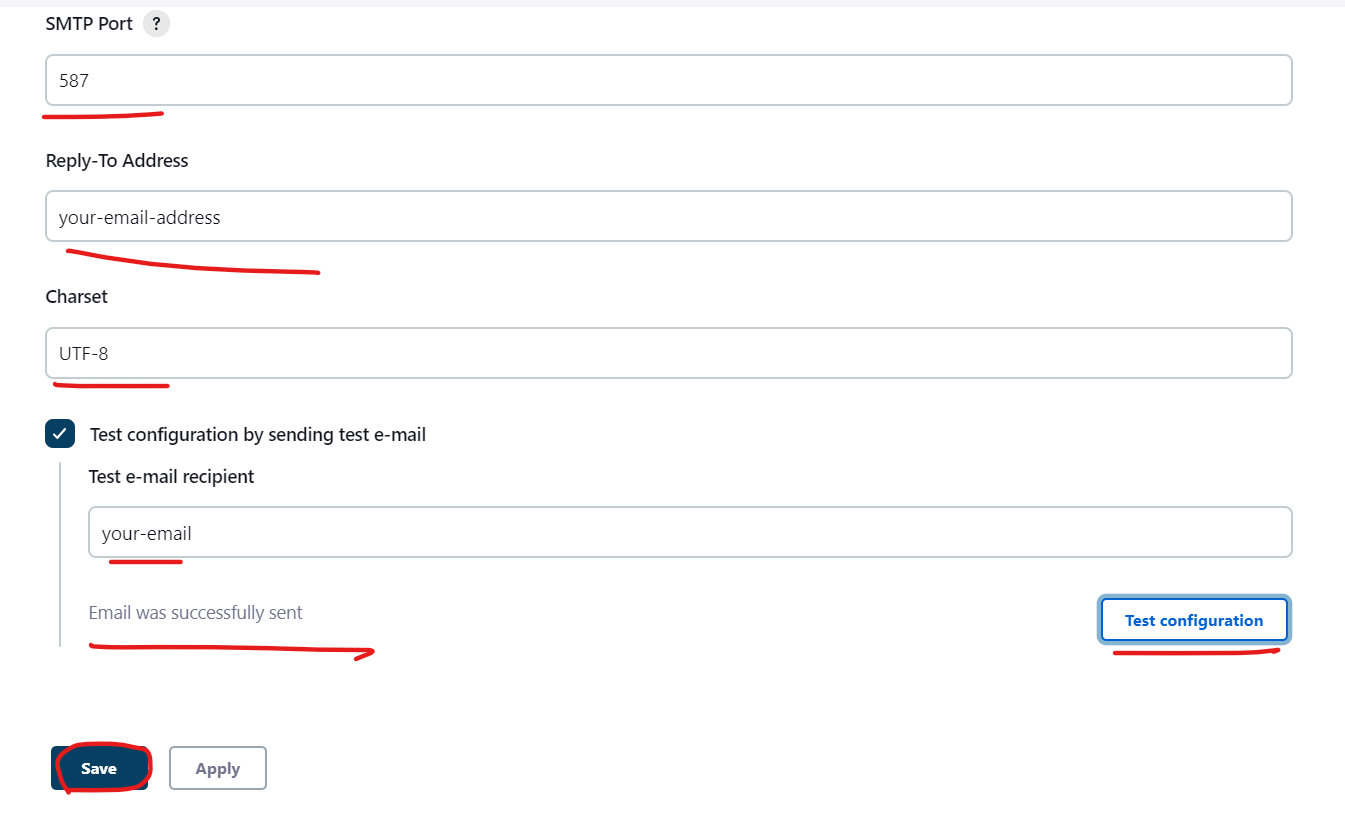 SMTP Port ?
587
Reply-To Address
your-email-address
Charset
UTF-8
Test configuration by sending test e-mail
Test e-mail recipient
your-email
Email was successfully sent
Test configuration
Save Apply